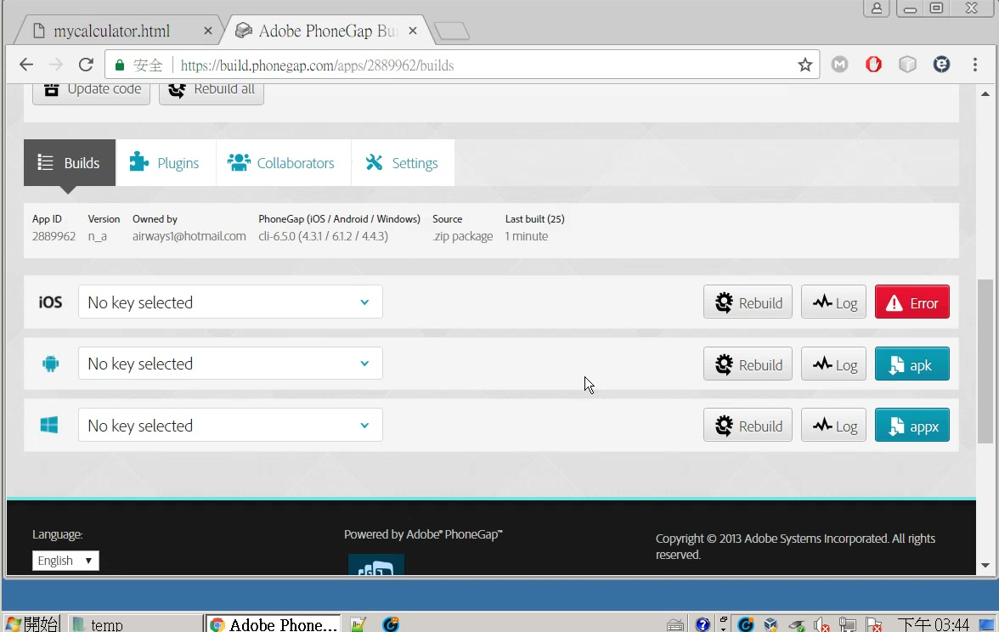 mycalculator.html
Adobe PhoneGap Bui
安全 https://build.phonegap.com/apps/2889962/builds
Update code Rebuild all
Builds Plugins Collaborators Settings
App ID Version Owned by PhoneGap (iOS / Android / Windows) Source Last built (25)
2889962 n_a airways1@hotmail.com cli-6.5.0 (4.3.1 / 6.1.2 / 4.4.3) .zip package 1 minute
iOS No key selected Rebuild Log Error
No key selected Rebuild Log apk
No key selected Rebuild Log appx
Language: Powered by Adobe® PhoneGap™ Copyright © 2013 Adobe Systems Incorporated. All rights
reserved.
English
開始 temp Adobe Phone... 下午 03:44